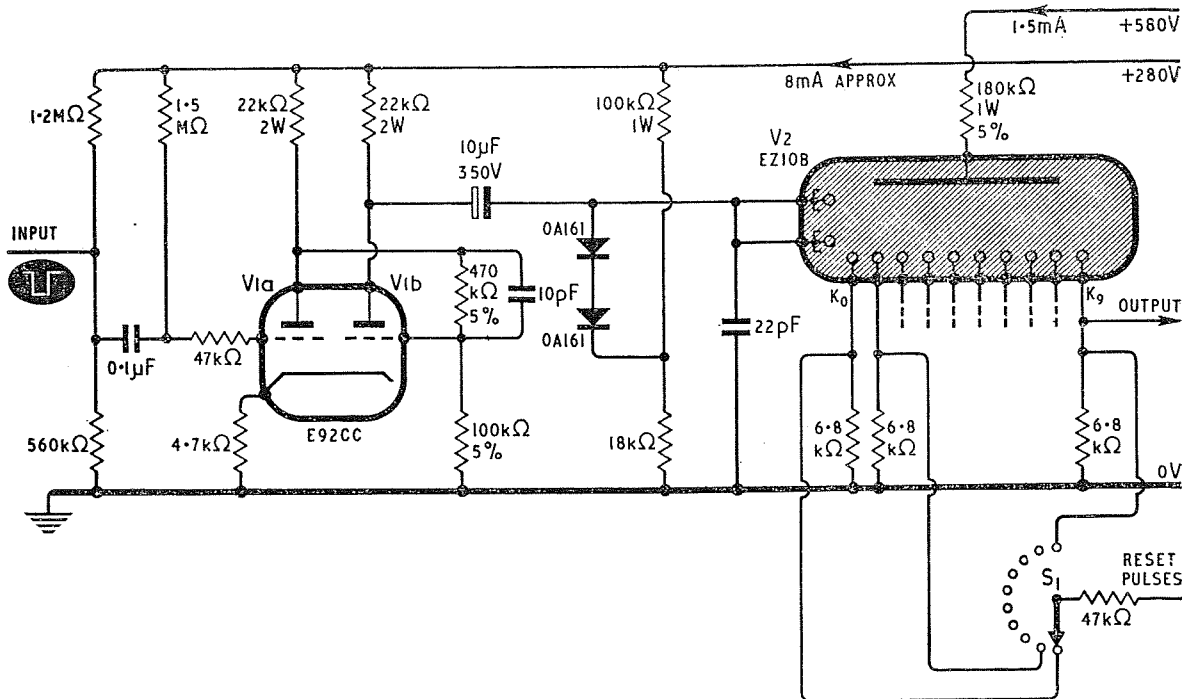 1·5mA
+580V
8mA APPROX
+280V
1·2MΩ
1·5
MΩ
22kΩ
2W
22kΩ
2W
100kΩ
1W
180kΩ
1W
5%
V2
EZ10B
10μF
350V
INPUT
OA161
V1a
V1b
470
kΩ
5%
10pF
K0
K9
OUTPUT
OA161
22pF
0·1μF
47kΩ
E92CC
560kΩ
4·7kΩ
100kΩ
5%
18kΩ
6·8
kΩ
6·8
kΩ
6·8
kΩ
0V
S1
RESET
PULSES
47kΩ